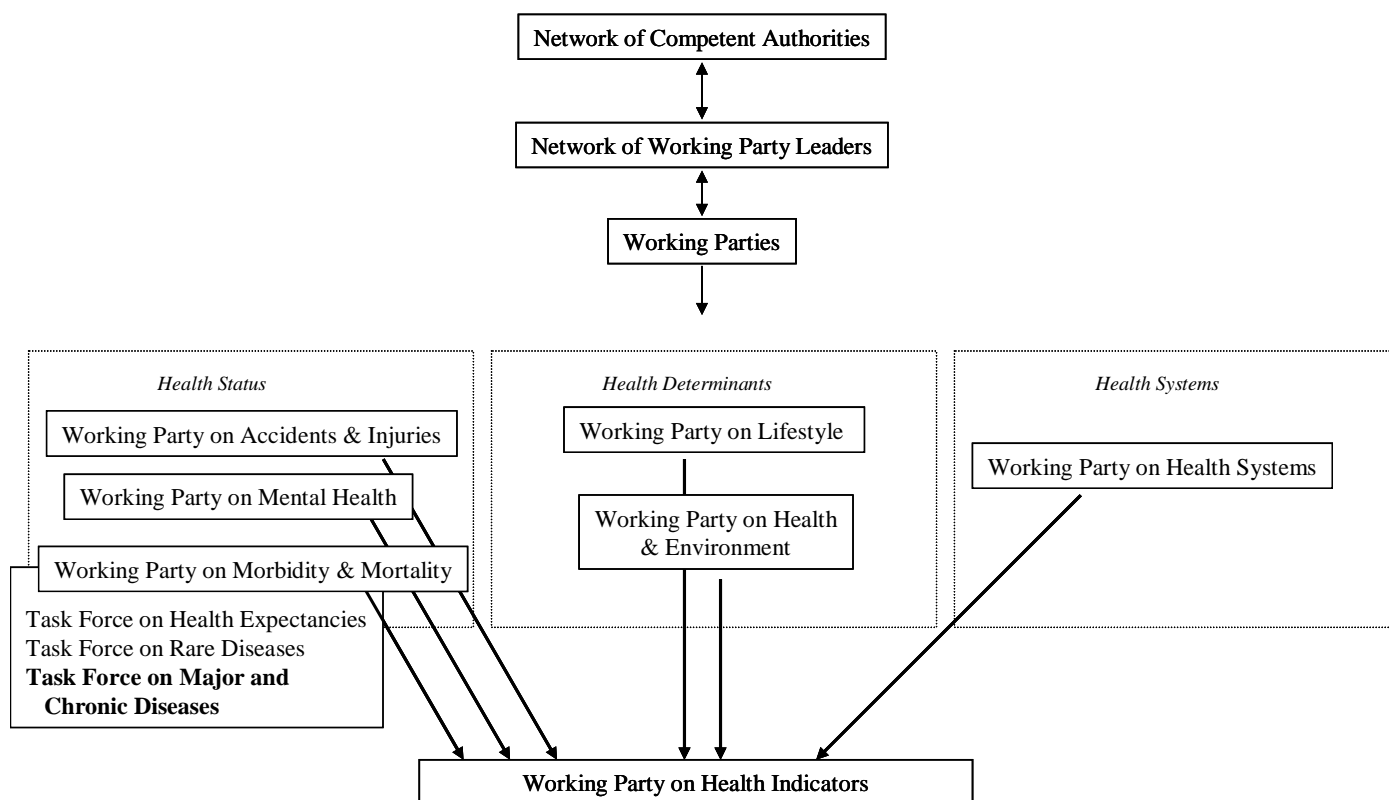 Network of Competent Authorities
Network of Working Party Leaders
Working Parties
Health Status
Working Party on Accidents & Injuries
Working Party on Mental Health
Working Party on Morbidity & Mortality
Task Force on Health Expectancies
Task Force on Rare Diseases
Task Force on Major and
Chronic Diseases
Health Determinants
Working Party on Lifestyle
Working Party on Health
& Environment
Health Systems
Working Party on Health Systems
Working Party on Health Indicators